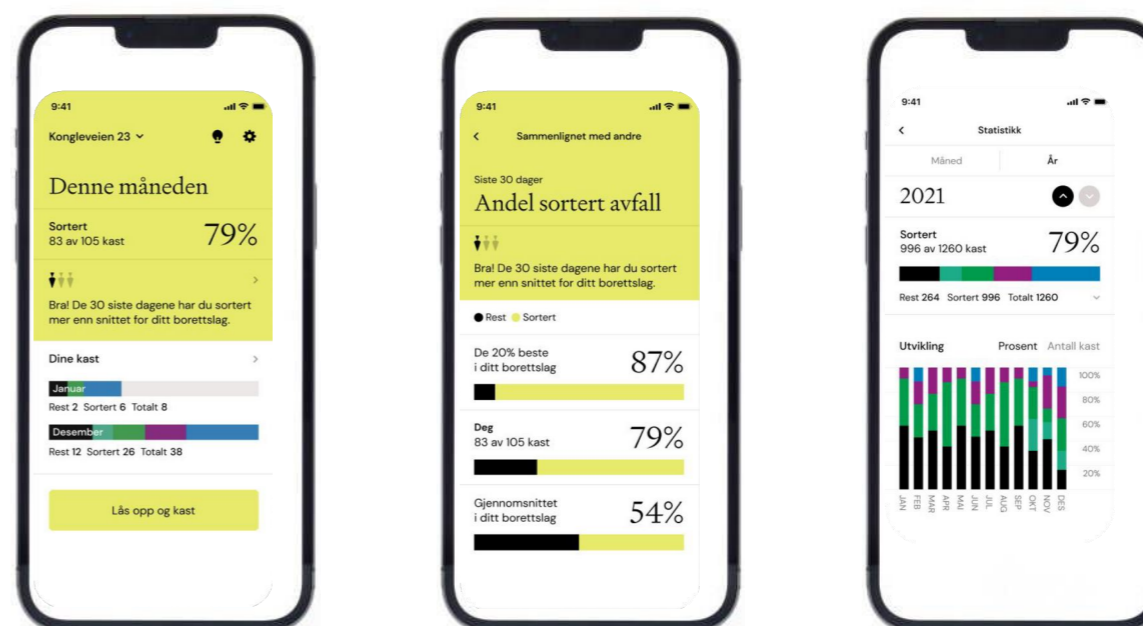 9:41
Kongleveien 23
Denne måneden
Sortert
83 av 105 kast
79%
Bra! De 30 siste dagene har du sortert
mer enn snittet for ditt borettslag.
Dine kast
Januar
Rest 2 Sortert 6 Totalt 8
Desember
Rest 12 Sortert 26 Totalt 38
Lås opp og kast
9:41
Sammenlignet med andre
Siste 30 dager
Andel sortert avfall
Bra! De 30 siste dagene har du sortert
mer enn snittet for ditt borettslag.
Rest Sortert
De 20% beste
i ditt borettslag
87%
Deg
83 av 105 kast
79%
Gjennomsnittet
i ditt borettslag
54%
9:41
Statistikk
Måned År
2021
Sortert
996 av 1260 kast
79%
Rest 264 Sortert 996 Totalt 1260
Utvikling Prosent Antall kast
100%
80%
60%
40%
20%
JAN FEB MAR APR MAI JUN JUL AUG SEP OKT NOV DES